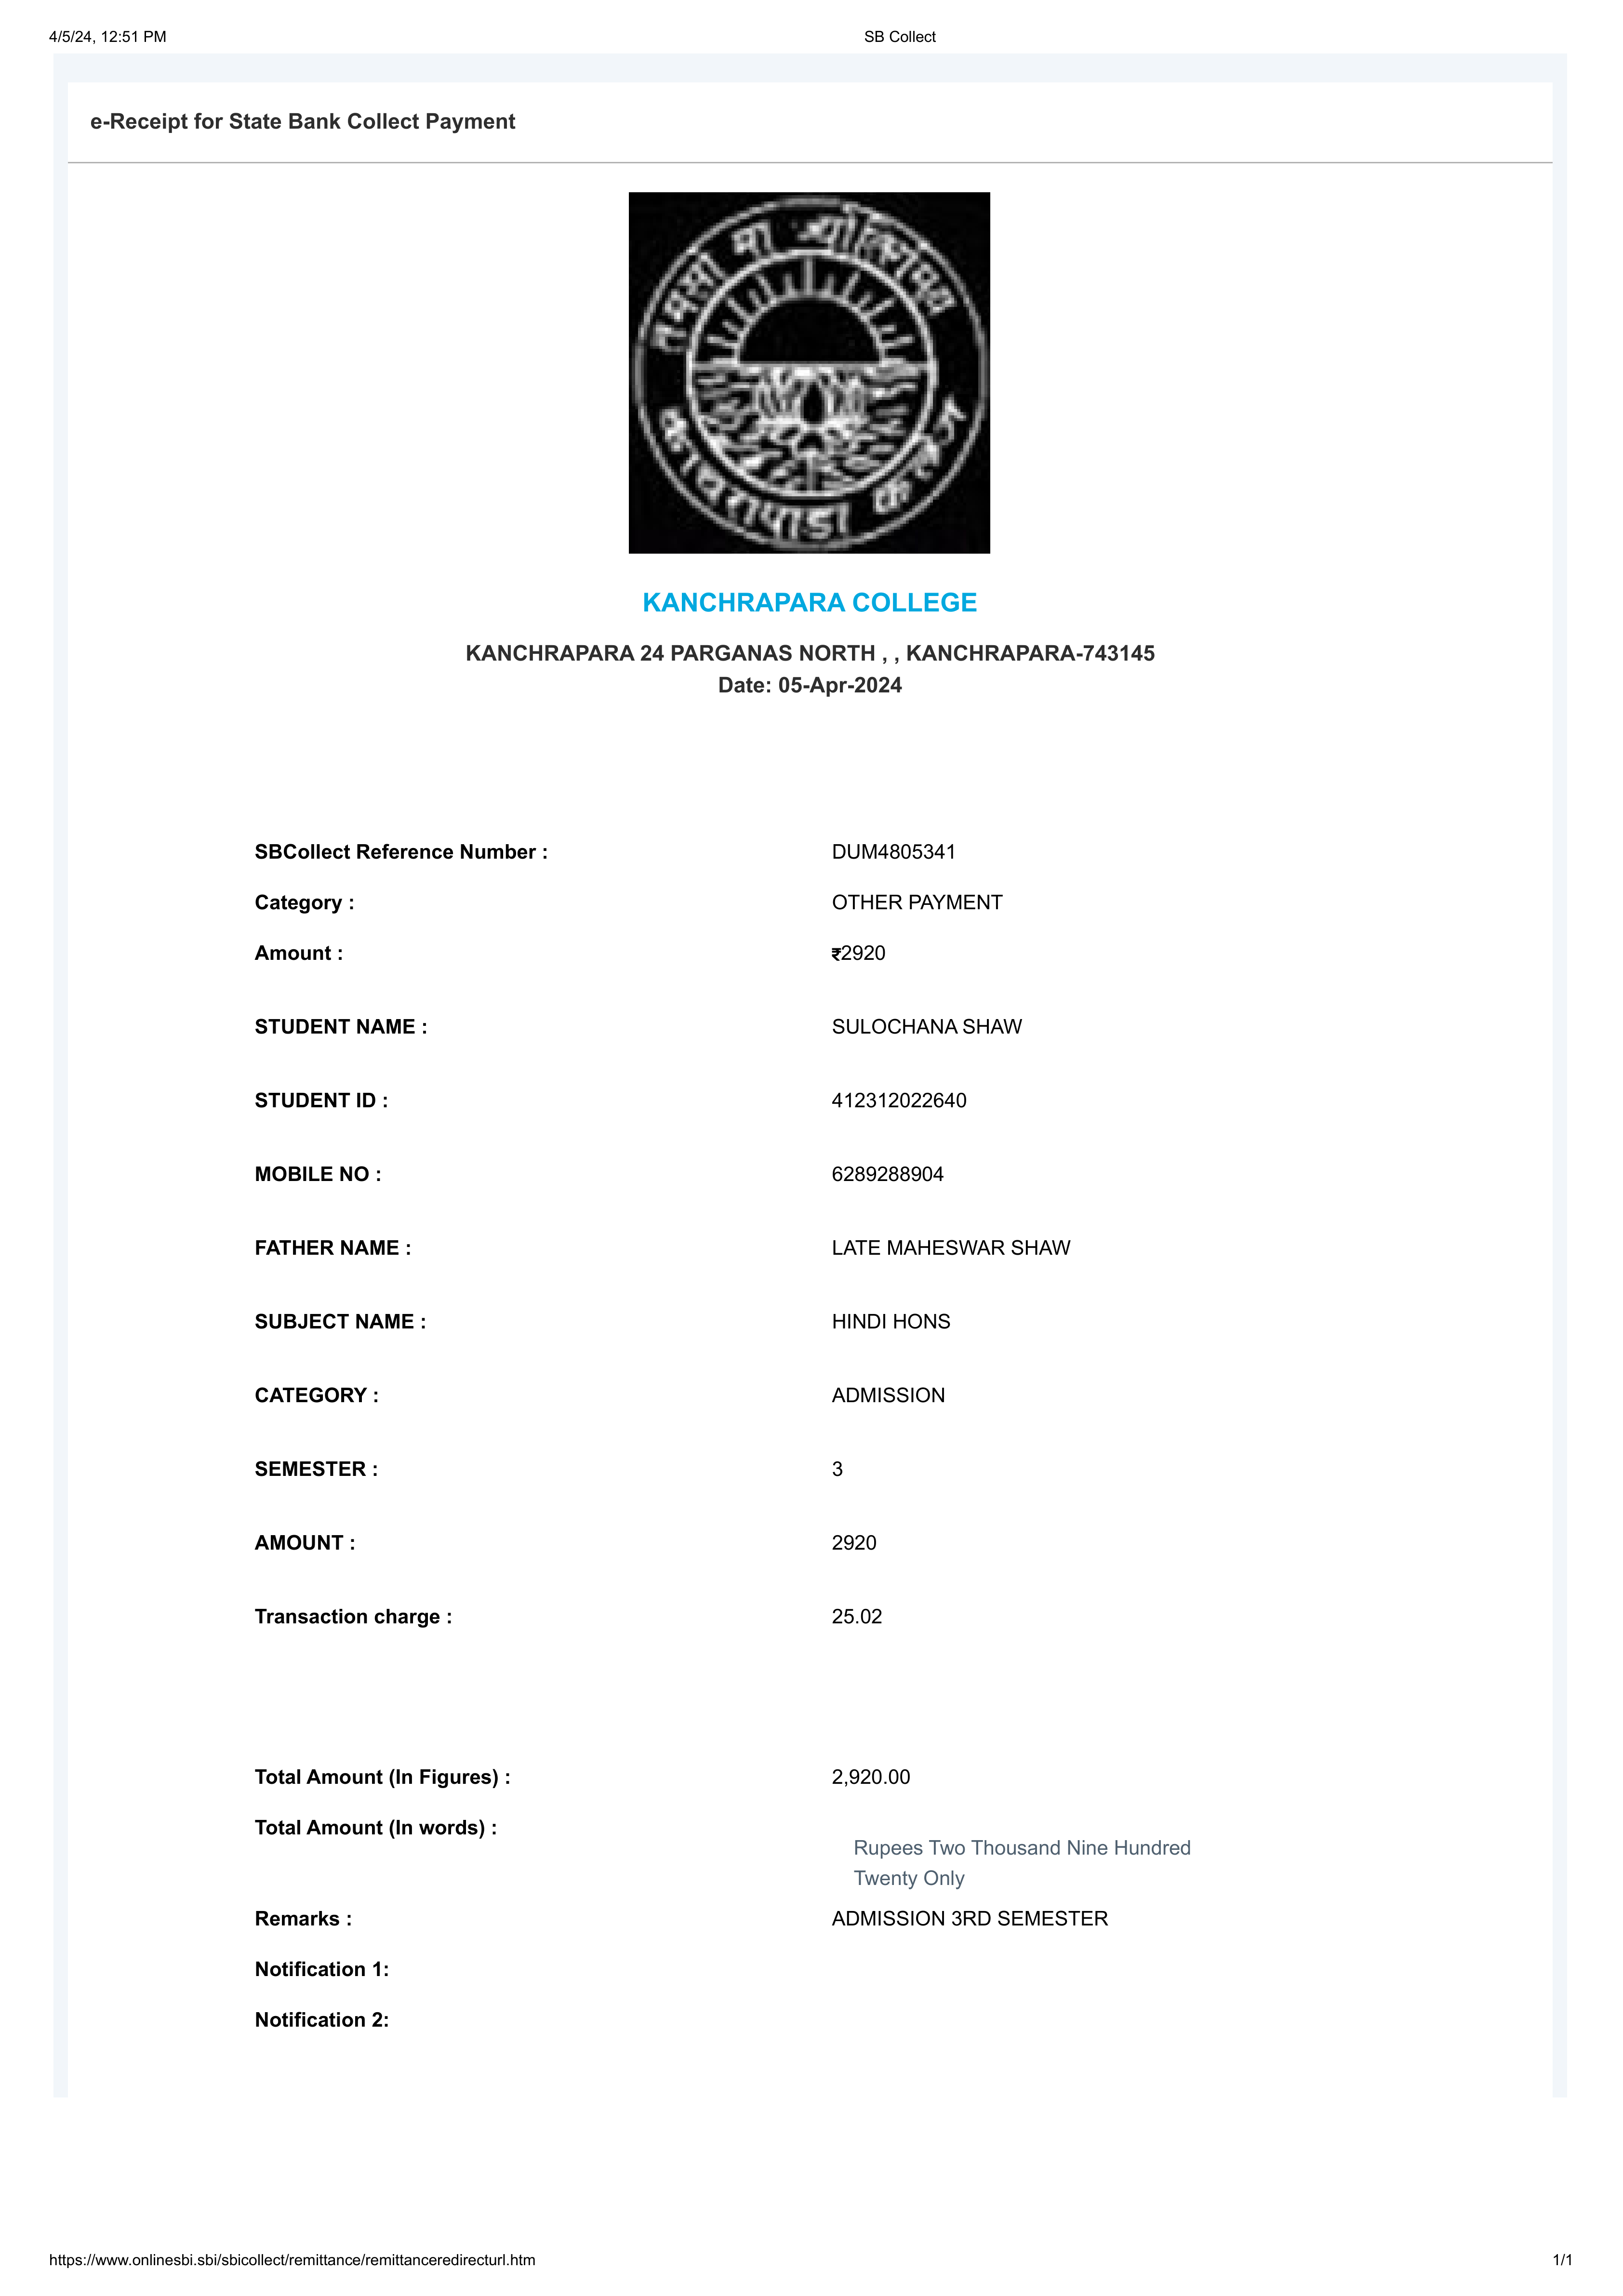 4/5/24, 12:51 PM
SB Collect
e-Receipt for State Bank Collect Payment
KANCHRAPARA COLLEGE
KANCHRAPARA 24 PARGANAS NORTH , , KANCHRAPARA-743145
Date: 05-Apr-2024
SBCollect Reference Number : DUM4805341
Category : OTHER PAYMENT
Amount : ₹2920
STUDENT NAME : SULOCHANA SHAW
STUDENT ID : 412312022640
MOBILE NO : 6289288904
FATHER NAME : LATE MAHESWAR SHAW
SUBJECT NAME : HINDI HONS
CATEGORY : ADMISSION
SEMESTER : 3
AMOUNT : 2920
Transaction charge : 25.02
Total Amount (In Figures) : 2,920.00
Total Amount (In words) :
Rupees Two Thousand Nine Hundred
Twenty Only
Remarks : ADMISSION 3RD SEMESTER
Notification 1:
Notification 2:
https://www.onlinesbi.sbi/sbicollect/remittance/remittanceredirecturl.htm
1/1